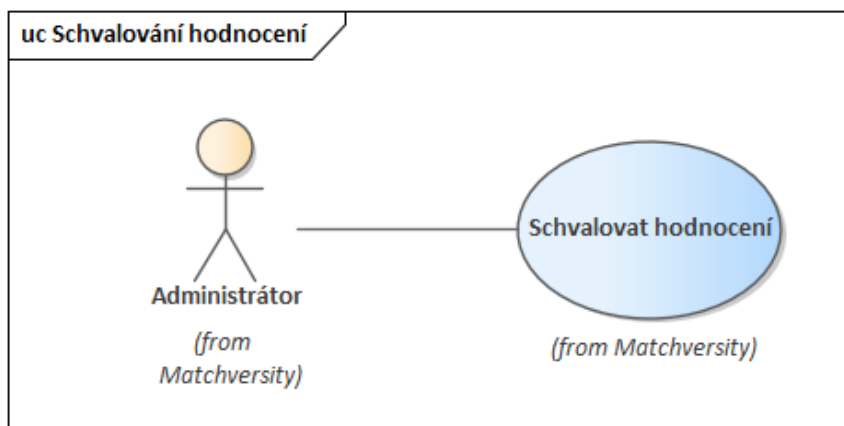 uc Schvalování hodnocení
Schvalovat hodnocení
Administrátor
(from
Matchversity)
(from Matchversity)